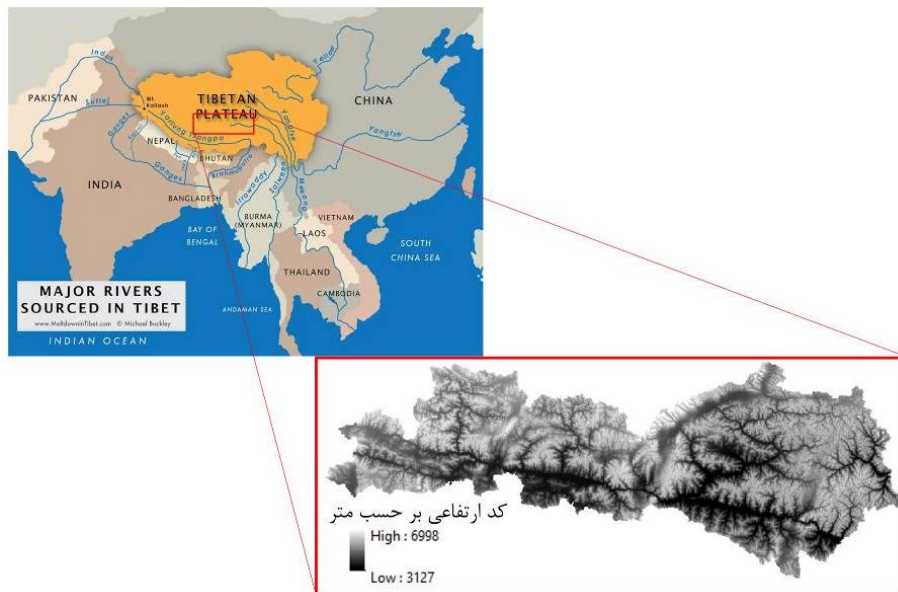 Indus
PAKISTAN
Sutlej
Mt.
Kailash
TIBETAN
PLATEAU
Yellow
CHINA
Yangtse
Yangtse
Ganges
Yarlung Tsangpo
NEPAL
BHUTAN
Brahmaputra
Ganges
INDIA
BANGLADESH
Irrawaddy
Salween
Mekong
BURMA
(MYANMAR)
VIETNAM
LAOS
BAY OF
BENGAL
SOUTH
CHINA SEA
THAILAND
CAMBODIA
ANDAMAN SEA
MAJOR RIVERS
SOURCED IN TIBET
www.MeltdowninTibet.com © Michael Buckley
INDIAN OCEAN
کد ارتفاعی بر حسب متر
High : 6998
Low : 3127